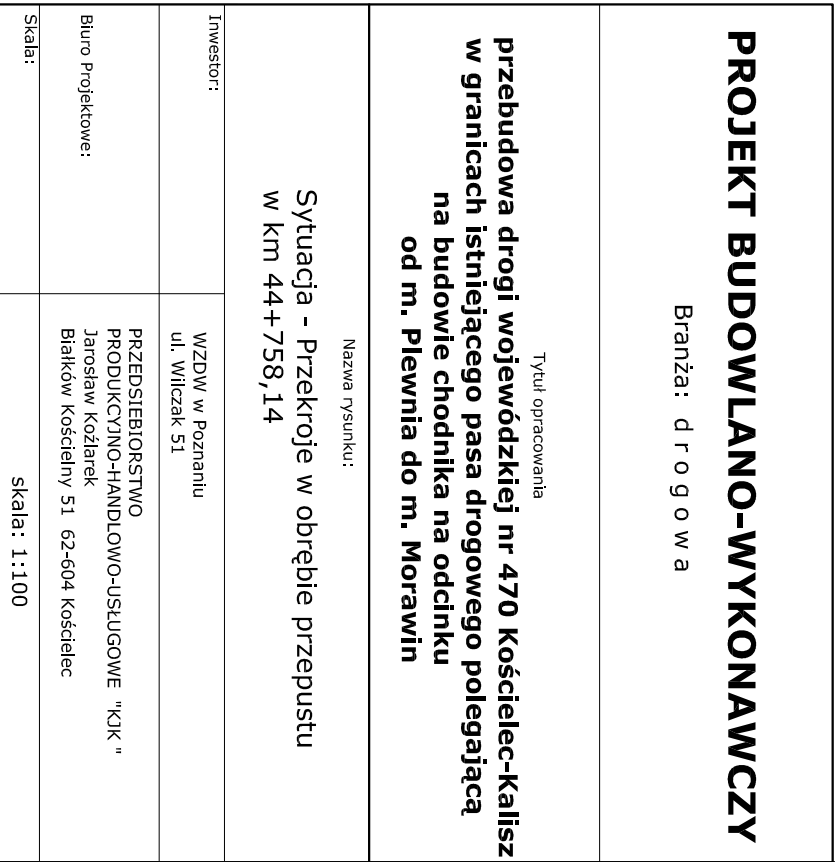 PROJEKT BUDOWLANO-WYKONAWCZY
Branża: d r o g o w a
Tytuł opracowania
przebudowa drogi wojewódzkiej nr 470 Kościelec-Kalisz
w granicach istniejącego pasa drogowego polegającą
na budowie chodnika na odcinku
od m. Plewnia do m. Morawin
Nazwa rysunku:
Sytuacja - Przekroje w obrębie przepustu
w km 44+758,14
Inwestor:
WZDW w Poznaniu
ul. Wilczak 51
Biuro Projektowe:
PRZEDSIEBIORSTWO
PRODUKCYJNO-HANDLOWO-USŁUGOWE "KJK "
Jarosław Koźlarek
Białków Kościelny 51 62-604 Kościelec
Skala:
skala: 1:100